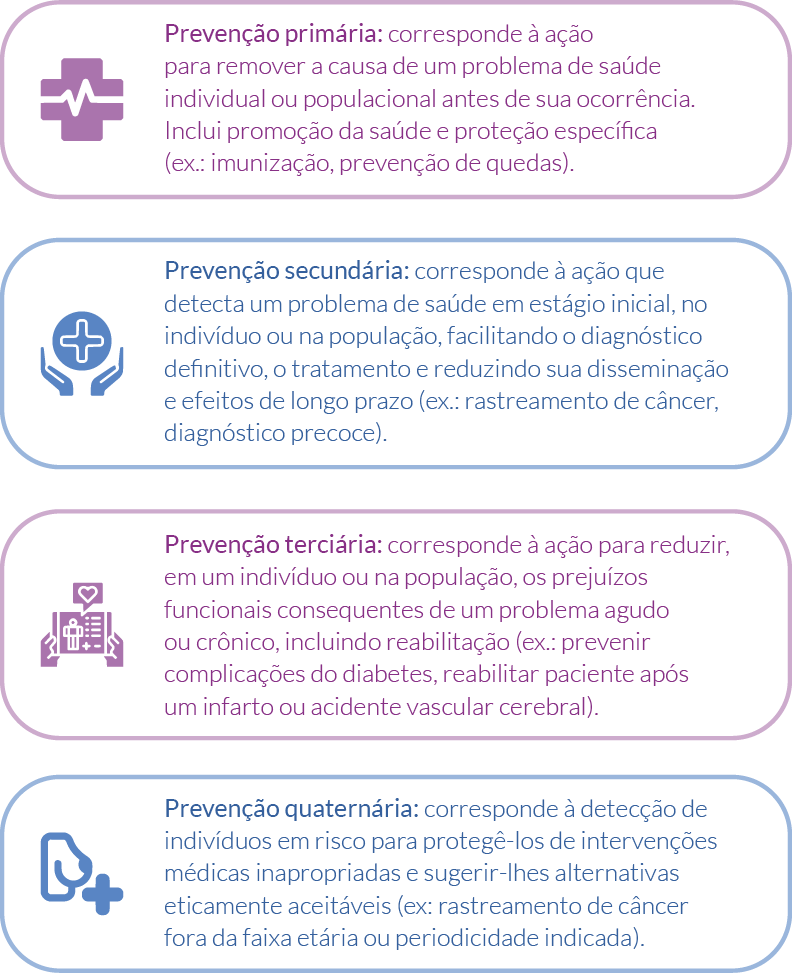 Prevenção primária: corresponde à ação
para remover a causa de um problema de saúde
individual ou populacional antes de sua ocorrência.
Inclui promoção da saúde e proteção específica
(ex.: imunização, prevenção de quedas).
Prevenção secundária: corresponde à ação que
detecta um problema de saúde em estágio inicial, no
indivíduo ou na população, facilitando o diagnóstico
definitivo, o tratamento e reduzindo sua disseminação
e efeitos de longo prazo (ex.: rastreamento de câncer,
diagnóstico precoce).
Prevenção terciária: corresponde à ação para reduzir,
em um indivíduo ou na população, os prejuízos
funcionais consequentes de um problema agudo
ou crônico, incluindo reabilitação (ex.: prevenir
complicações do diabetes, reabilitar paciente após
um infarto ou acidente vascular cerebral).
Prevenção quaternária: corresponde à detecção de
indivíduos em risco para protegê-los de intervenções
médicas inapropriadas e sugerir-lhes alternativas
eticamente aceitáveis (ex: rastreamento de câncer
fora da faixa etária ou periodicidade indicada).